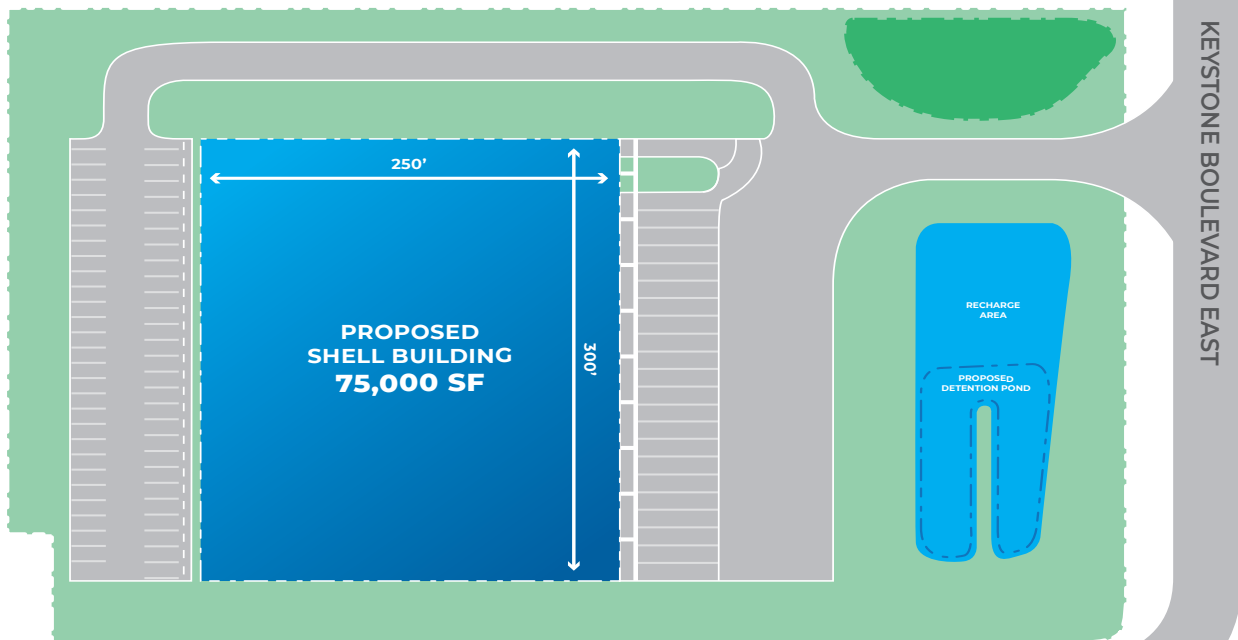 KEYSTONE BOULEVARD EAST
250’
300’
PROPOSED
SHELL BUILDING
75,000 SF
RECHARGE
AREA
PROPOSED
DETENTION POND